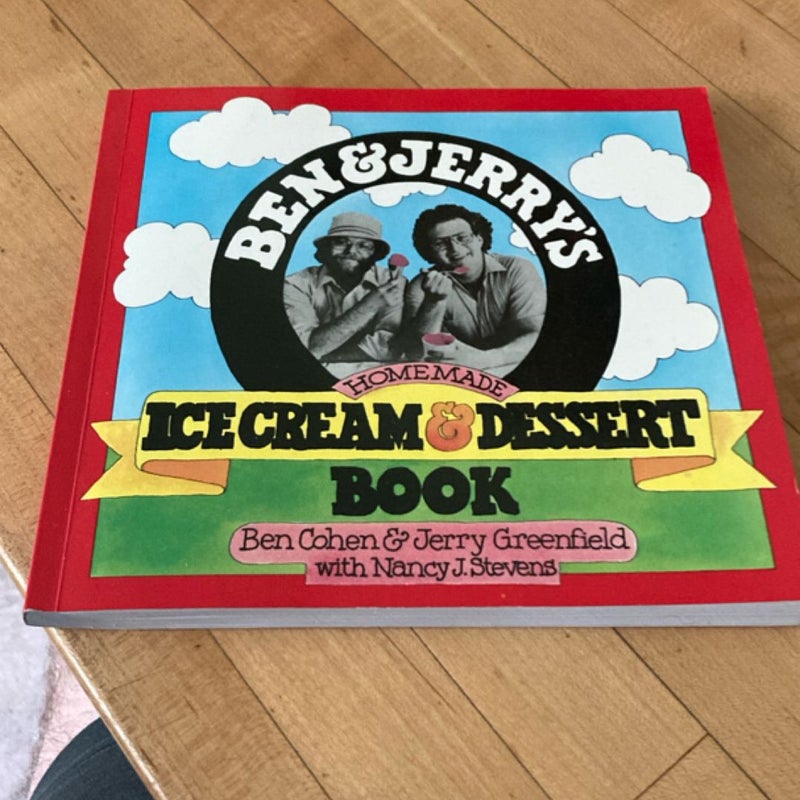 BEN & JERRY'S
HOMEMADE
ICE CREAM & DESSERT
BOOK
Ben Cohen & Jerry Greenfield
with Nancy J. Stevens